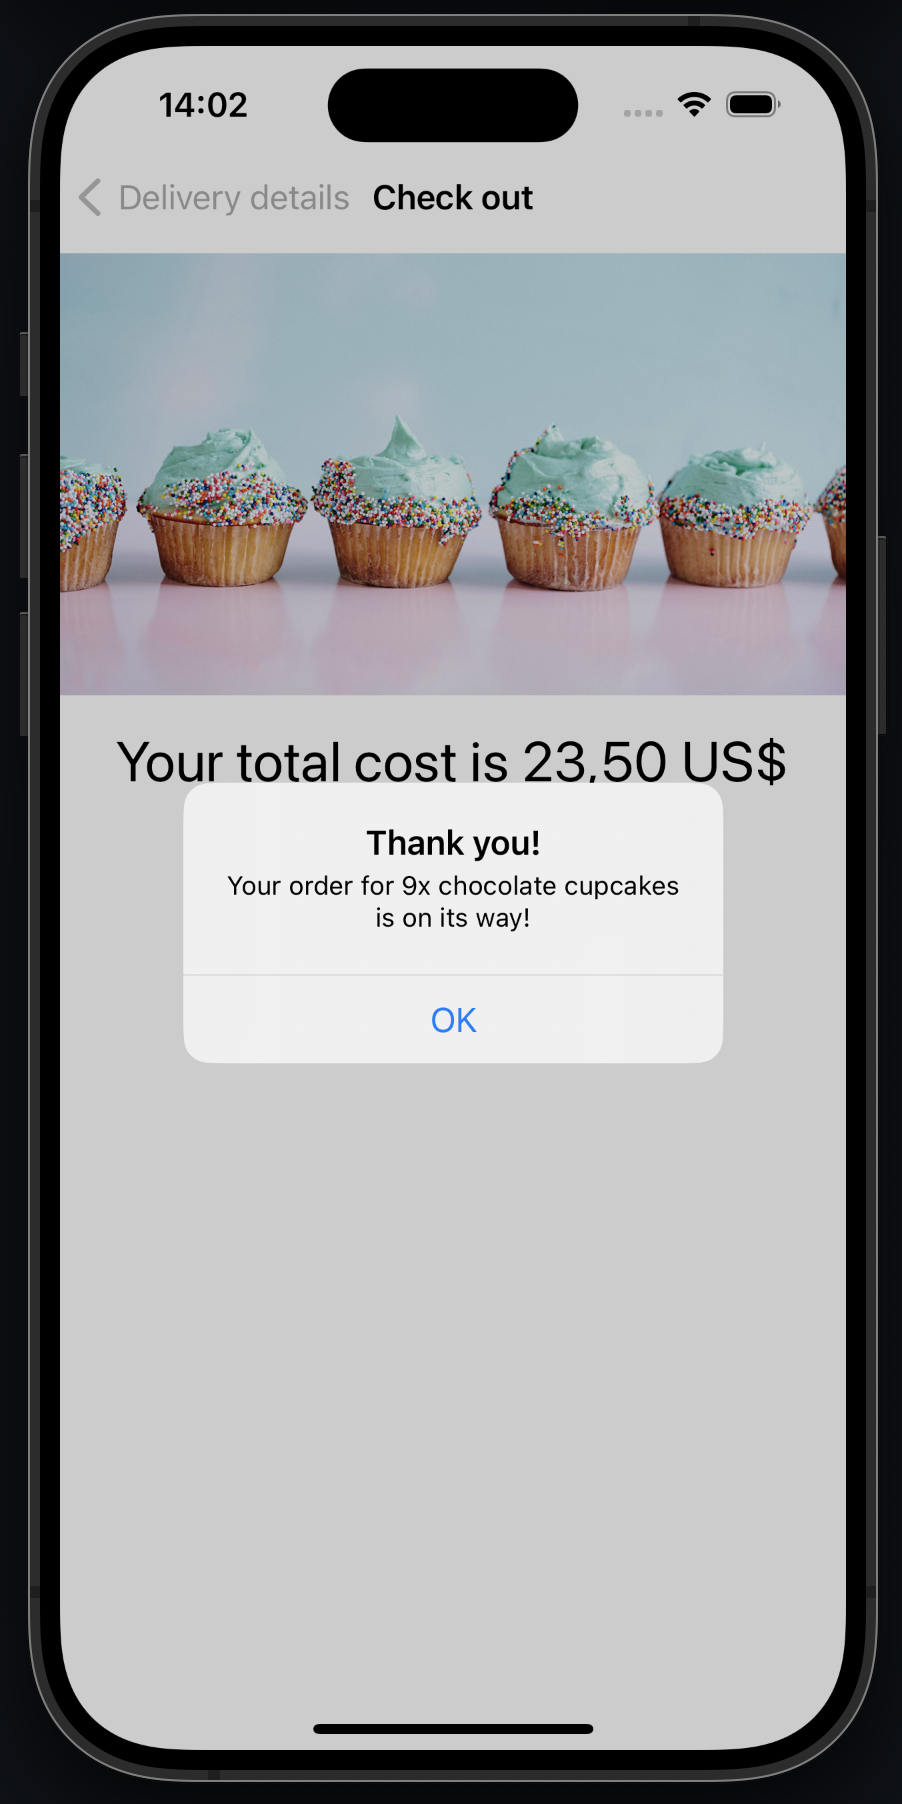 14:02
Delivery details Check out
Your total cost is 23,50 US$
Thank you!
Your order for 9x chocolate cupcakes
is on its way!
OK